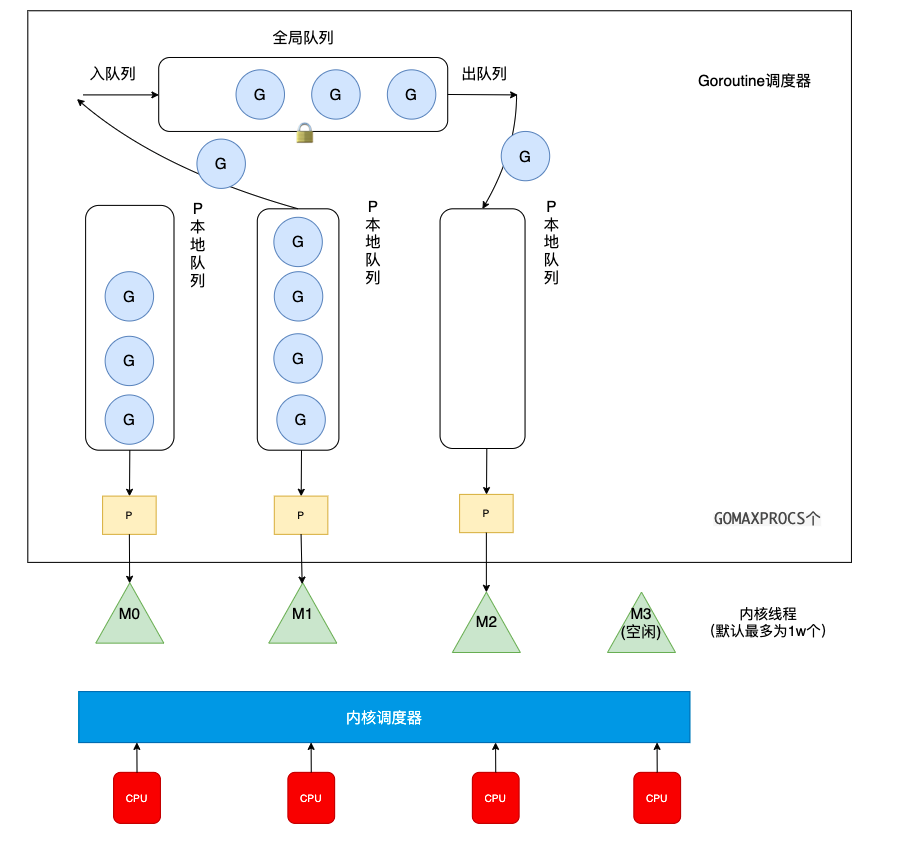 全局队列
入队列
出队列
Goroutine调度器
G
G
G
G
G
P
本
地
队
列
P
本
地
队
列
P
本
地
队
列
G
G
G
G
G
G
G
P
P
P
GOMAXPROCS个
M0
M1
M2
M3
(空闲)
内核线程
(默认最多为1w个)
内核调度器
CPU
CPU
CPU
CPU